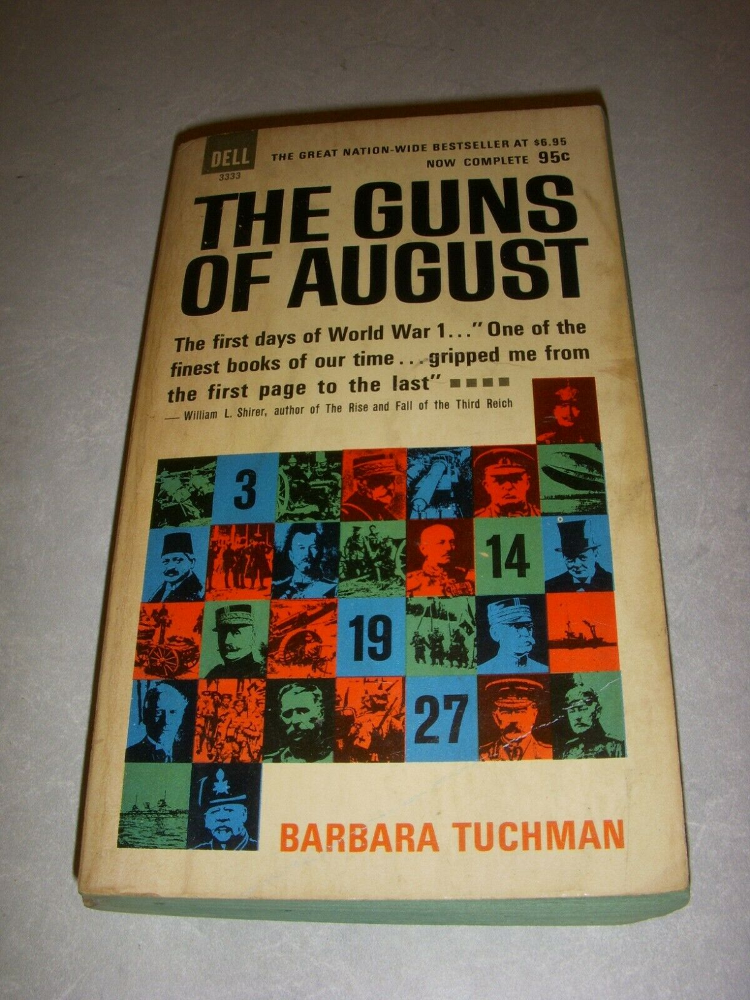 DELL
3333
THE GREAT NATION-WIDE BESTSELLER AT $6.95
NOW COMPLETE 95c
THE GUNS
OF AUGUST
The first days of World War 1..." One of the
finest books of our time...gripped me from
the first page to the last"
— William L. Shirer, author of The Rise and Fall of the Third Reich
3
14
19
27
BARBARA TUCHMAN